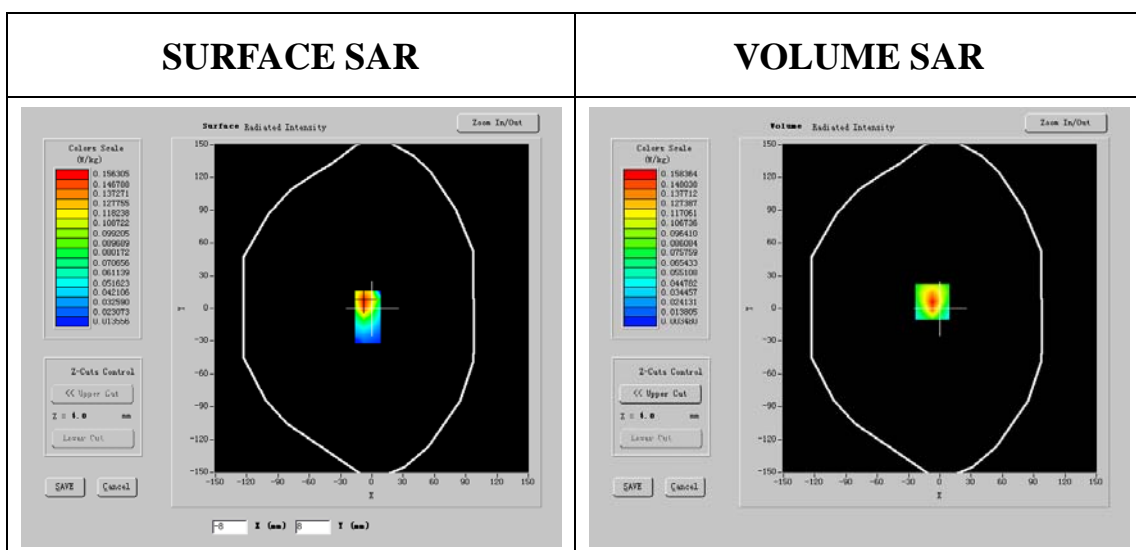 SURFACE SAR
VOLUME SAR
Surface Radiated Intensity
Zoom In/Out
Colors Scale
(W/kg)
0.156305
0.146788
0.137271
0.127755
0.118238
0.108722
0.099205
0.089689
0.080172
0.070656
0.061139
0.051623
0.042106
0.032590
0.023073
0.013556
150
90
60
30
0
-30
-60
-90
-120
-150
-150 -120 -90 -60 -30 0 30 60 90 120 150
X
Y
Z-Cuts Control
<< Upper Cut
Z = 4.0 mm
Lower Cut
SAVE
Cancel
-8 X (mm) 8 Y (mm)
Volume Radiated Intensity
Zoom In/Out
Colors Scale
(W/kg)
0.158364
0.148038
0.137712
0.127387
0.117061
0.106736
0.096410
0.086084
0.075759
0.065433
0.055108
0.044782
0.034457
0.024131
0.013805
0.003480
150
90
60
30
0
-30
-60
-90
-120
-150
-150 -120 -90 -60 -30 0 30 60 90 120 150
X
Y
Z-Cuts Control
<< Upper Cut
Z = 4.0 mm
Lower Cut
SAVE
Cancel